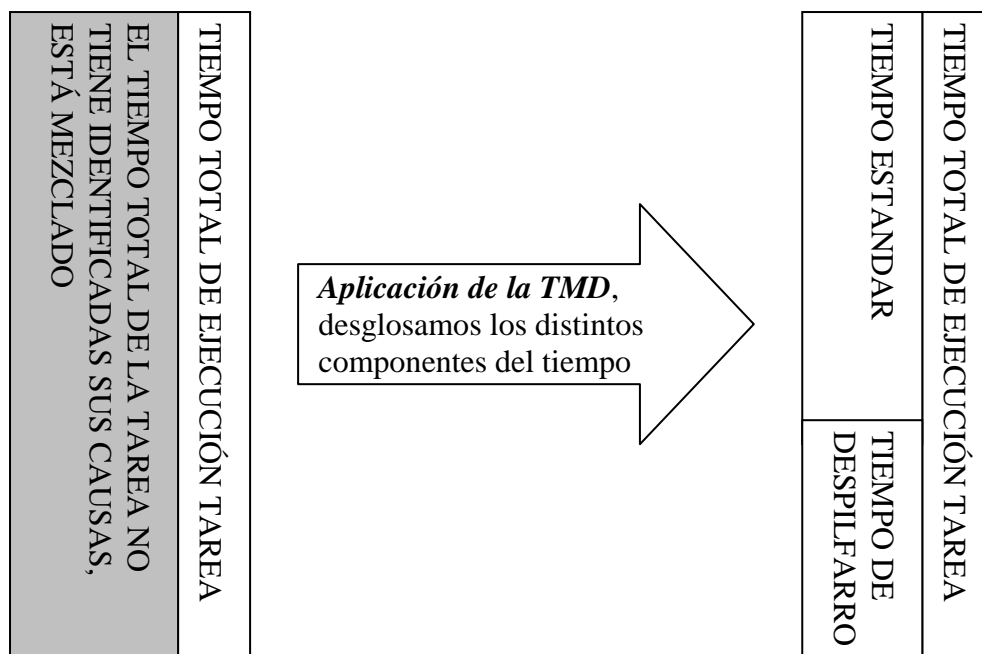 TIEMPO TOTAL DE EJECUCIÓN TAREA
EL TIEMPO TOTAL DE LA TAREA NO
TIENE IDENTIFICADAS SUS CAUSAS,
ESTÁ MEZCLADO
Aplicación de la TMD,
desglosamos los distintos
componentes del tiempo
TIEMPO TOTAL DE EJECUCIÓN TAREA
TIEMPO ESTANDAR
TIEMPO DE
DESPILFARRO